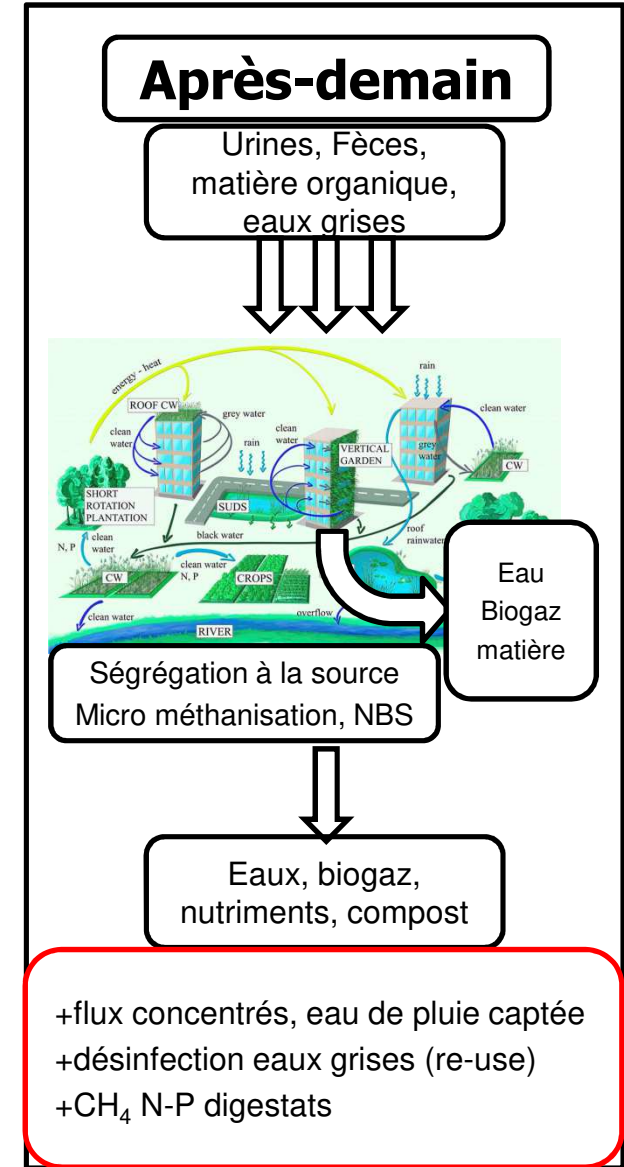 Après-demain
Urines, Fèces,
matière organique,
eaux grises
energy - heat
rain
ROOF CW
grey water
clean water
clean
water
clean
water
rain
VERTICAL
GARDEN
grey
water
CW
SHORT
ROTATION
PLANTATION
SUDS
black water
roof
rainwater
N, P
clean
water
CW
clean water
N, P
CROPS
clean water
overflow
RIVER
Eau
Biogaz
matière
Ségrégation à la source
Micro méthanisation, NBS
Eaux, biogaz,
nutriments, compost
+flux concentrés, eau de pluie captée
+désinfection eaux grises (re-use)
+CH₄ N-P digestats